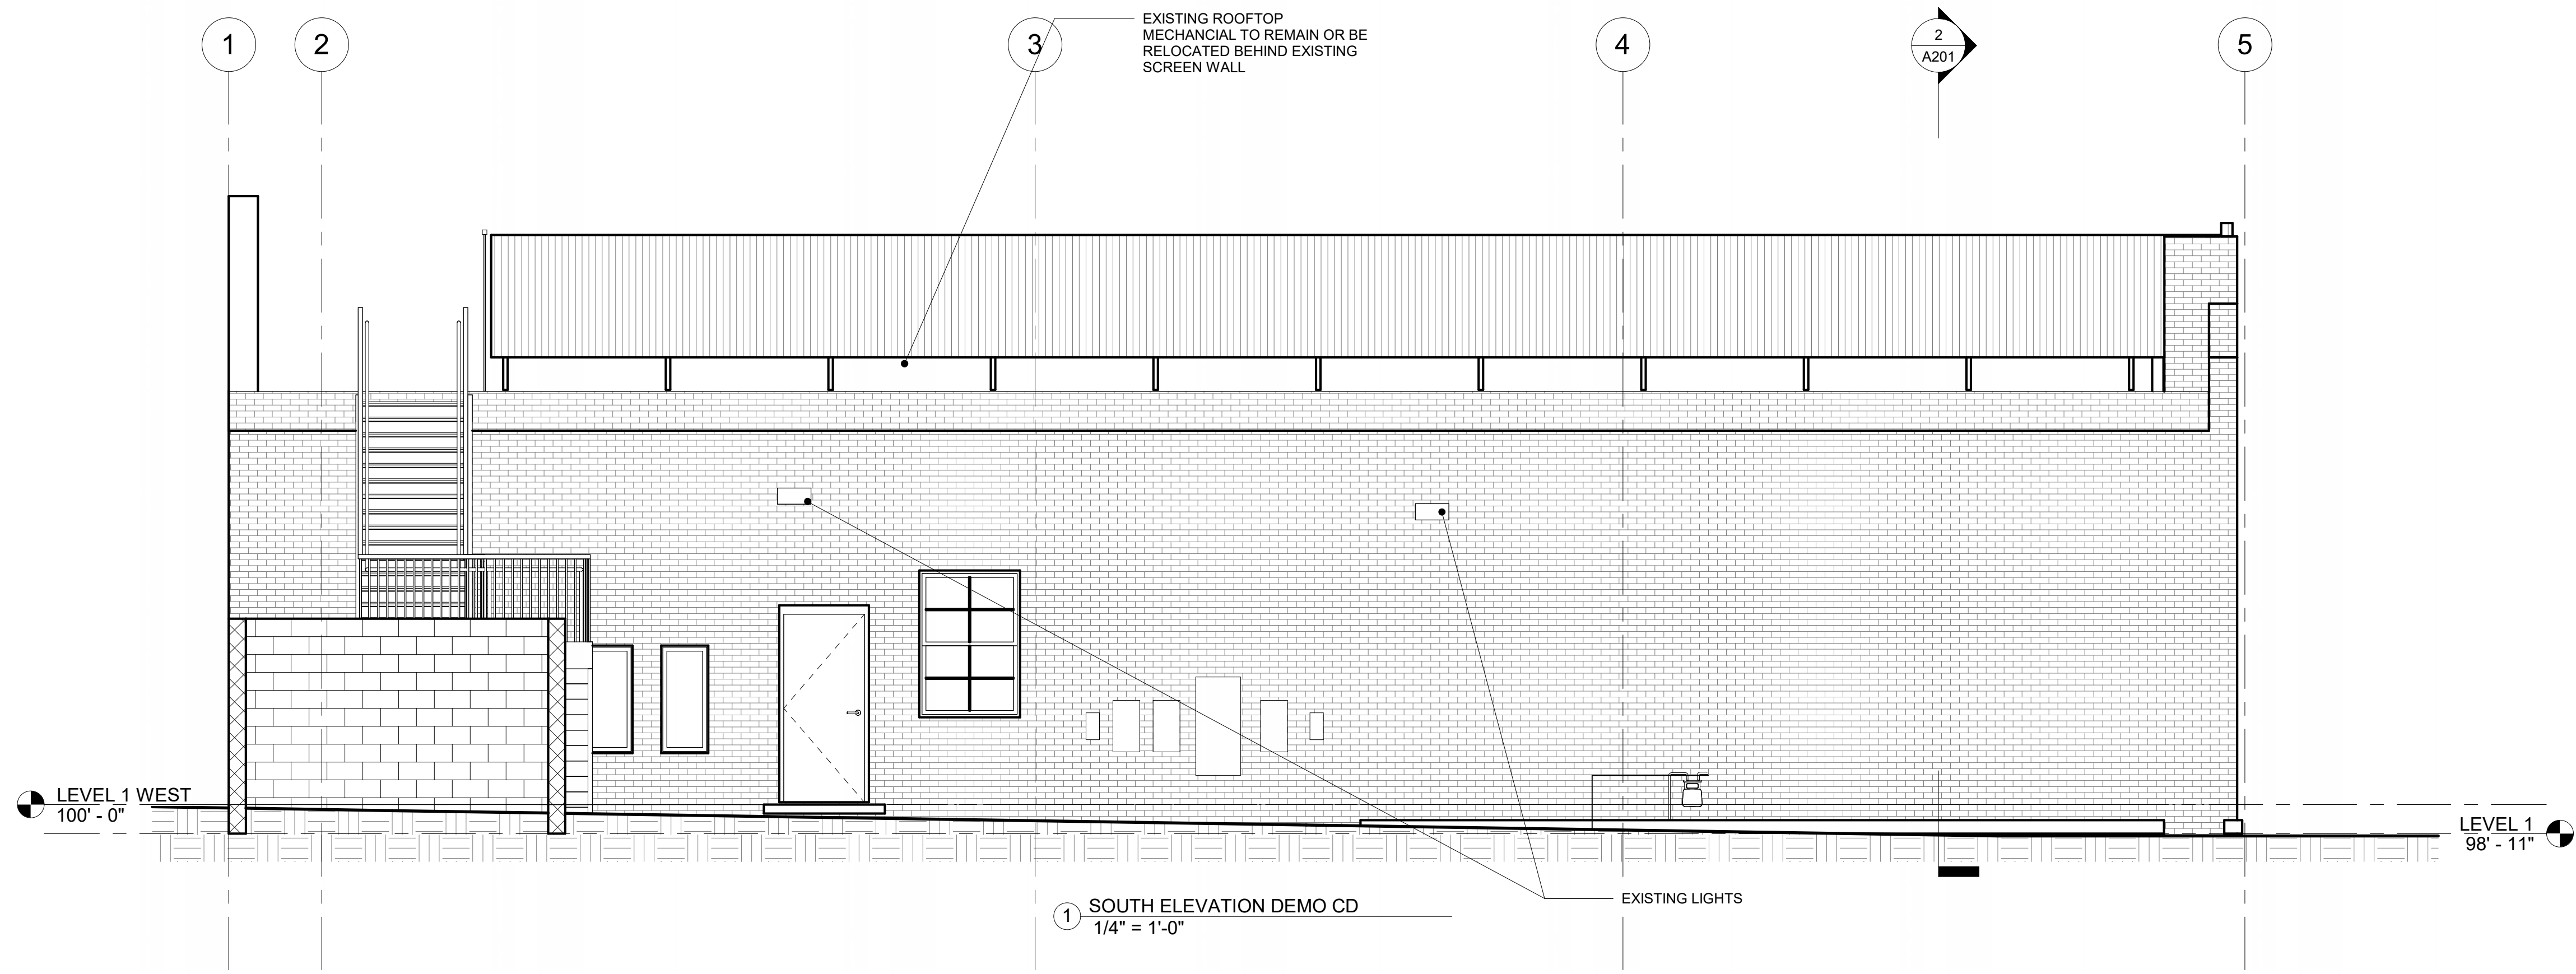 1
2
3
EXISTING ROOFTOP
MECHANCIAL TO REMAIN OR BE
RELOCATED BEHIND EXISTING
SCREEN WALL
4
2
A201
5
LEVEL 1 WEST
100' - 0"
LEVEL 1
98' - 11"
EXISTING LIGHTS
1
SOUTH ELEVATION DEMO CD
1/4" = 1'-0"